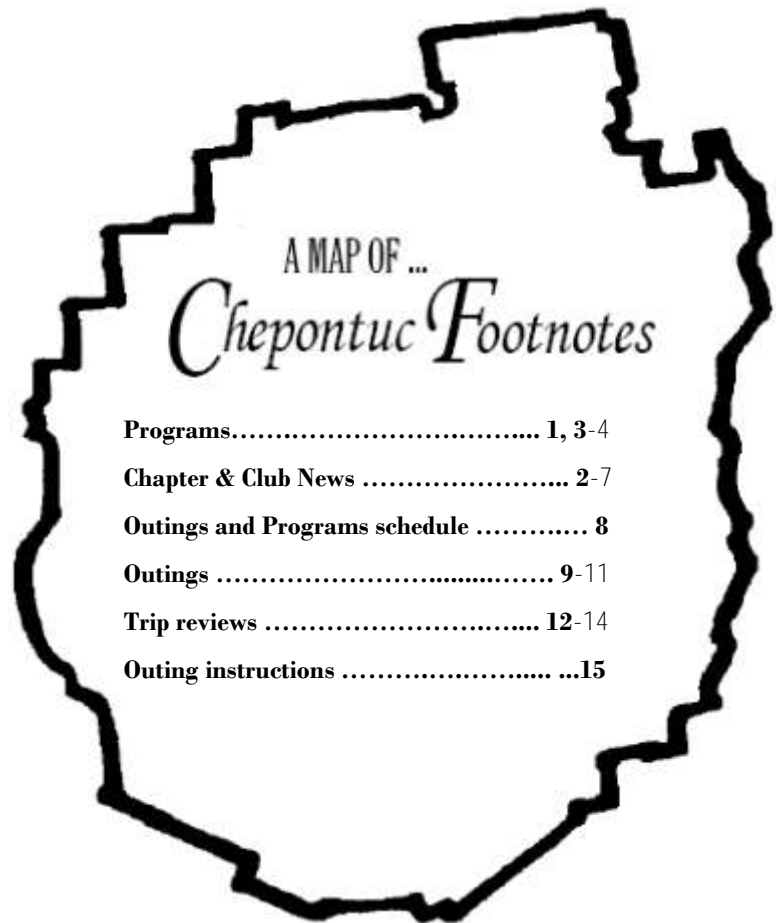 A MAP OF ...
Chepontuc Footnotes
Programs…….……………….……... 1, 3-4
Chapter & Club News …………………... 2-7
Outings and Programs schedule ……….… 8
Outings …………………..........……. 9-11
Trip reviews …………………….….... 12-14
Outing instructions ……….….……..... ...15